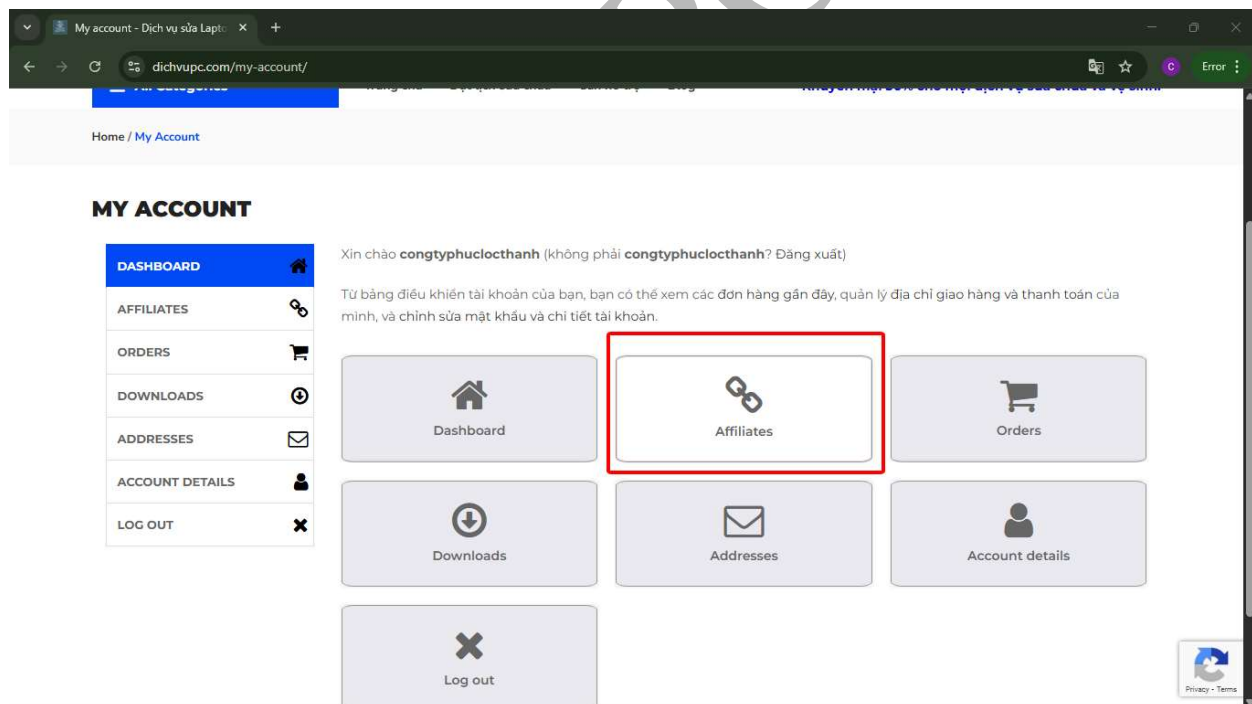 My account - Dịch vụ sửa Lapto
dichvupc.com/my-account/
Error
Home / My Account
MY ACCOUNT
DASHBOARD
AFFILIATES
ORDERS
DOWNLOADS
ADDRESSES
ACCOUNT DETAILS
LOG OUT
Xin chào congtyphuclocthanh (không phải congtyphuclocthanh? Đăng xuất)
Từ bảng điều khiển tài khoản của bạn, bạn có thể xem các đơn hàng gần đây, quản lý địa chỉ giao hàng và thanh toán của
mình, và chỉnh sửa mật khẩu và chi tiết tài khoản.
Dashboard
Affiliates
Orders
Downloads
Addresses
Account details
Log out
Privacy - Terms